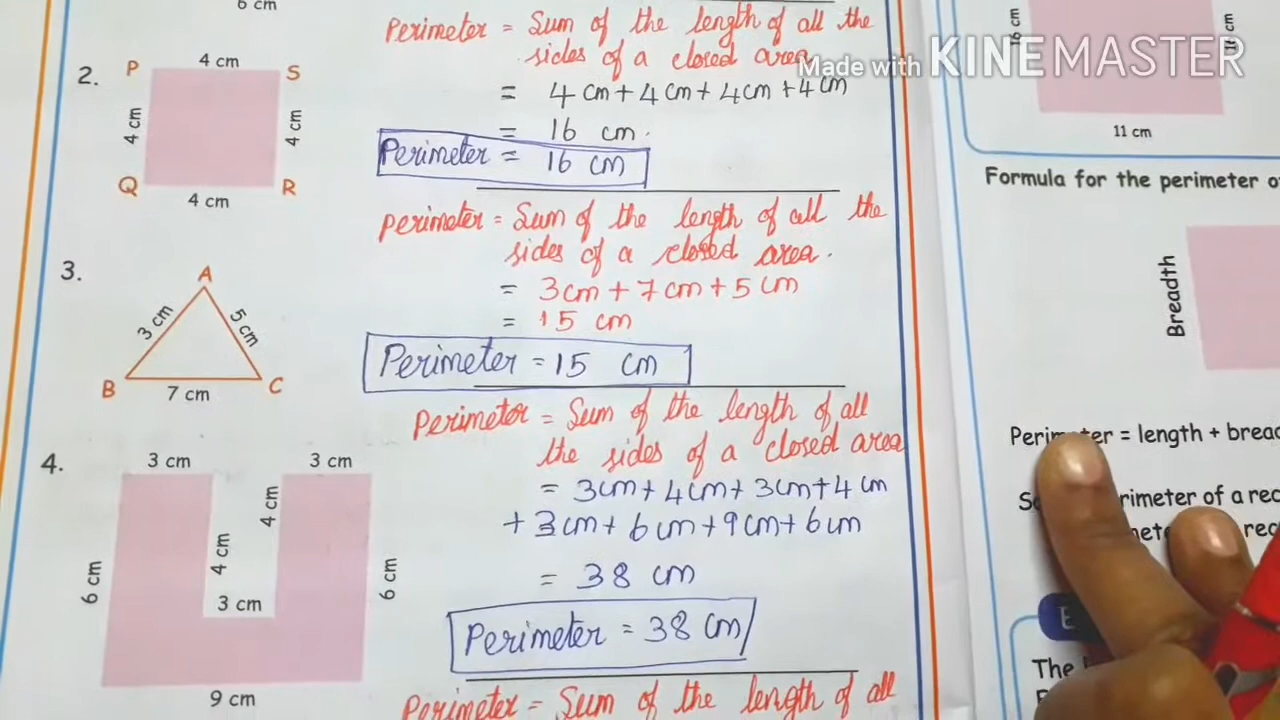 6 cm
Perimeter = Sum of the length of all the
sides of a closed area
= 4 cm + 4 cm + 4 cm + 4 cm
= 16 cm.
Perimeter = 16 cm
2.
P
4 cm
S
4 cm
4 cm
Q
4 cm
R
Perimeter = Sum of the length of all the
sides of a closed area.
= 3 cm + 7 cm + 5 cm
= 15 cm
Perimeter = 15 cm
3.
A
3 cm
5 cm
B
7 cm
C
Perimeter = Sum of the length of all
the sides of a closed area
= 3cm + 4cm + 3cm + 4 cm
+ 3 cm + 6 cm + 9 cm + 6 cm
= 38 cm
Perimeter = 38 cm
4.
3 cm
3 cm
4 cm
4 cm
6 cm
3 cm
6 cm
9 cm
Perimeter = Sum of the length of all
Made with KINEMASTER
16 cm
cm
11 cm
Formula for the perimeter
Breadth
= length +
of a
The